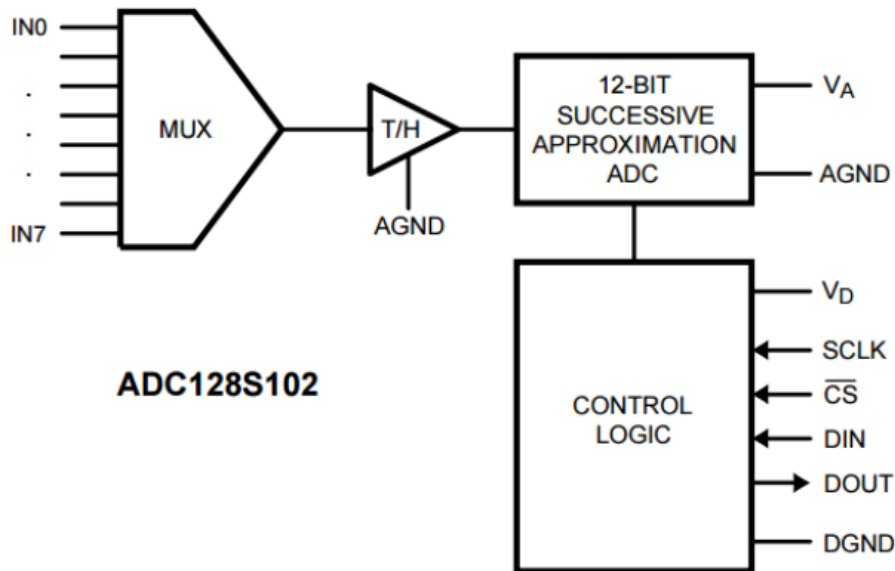 IN0
.
.
.
IN7
MUX
T/H
AGND
12-BIT
SUCCESSIVE
APPROXIMATION
ADC
VA
AGND
ADC128S102
CONTROL
LOGIC
VD
SCLK
C̅S̅
DIN
DOUT
DGND